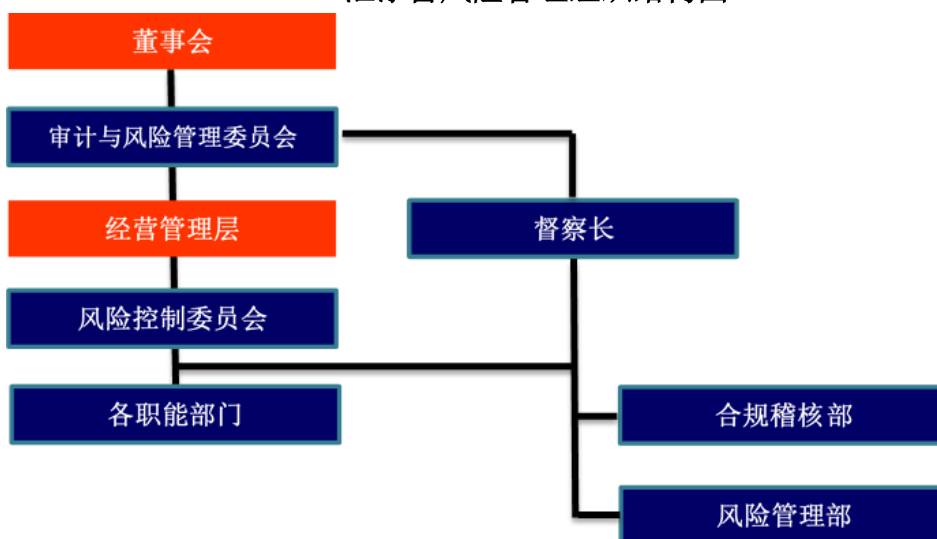 董事会
审计与风险管理委员会
经营管理层
督察长
风险控制委员会
各职能部门
合规稽核部
风险管理部